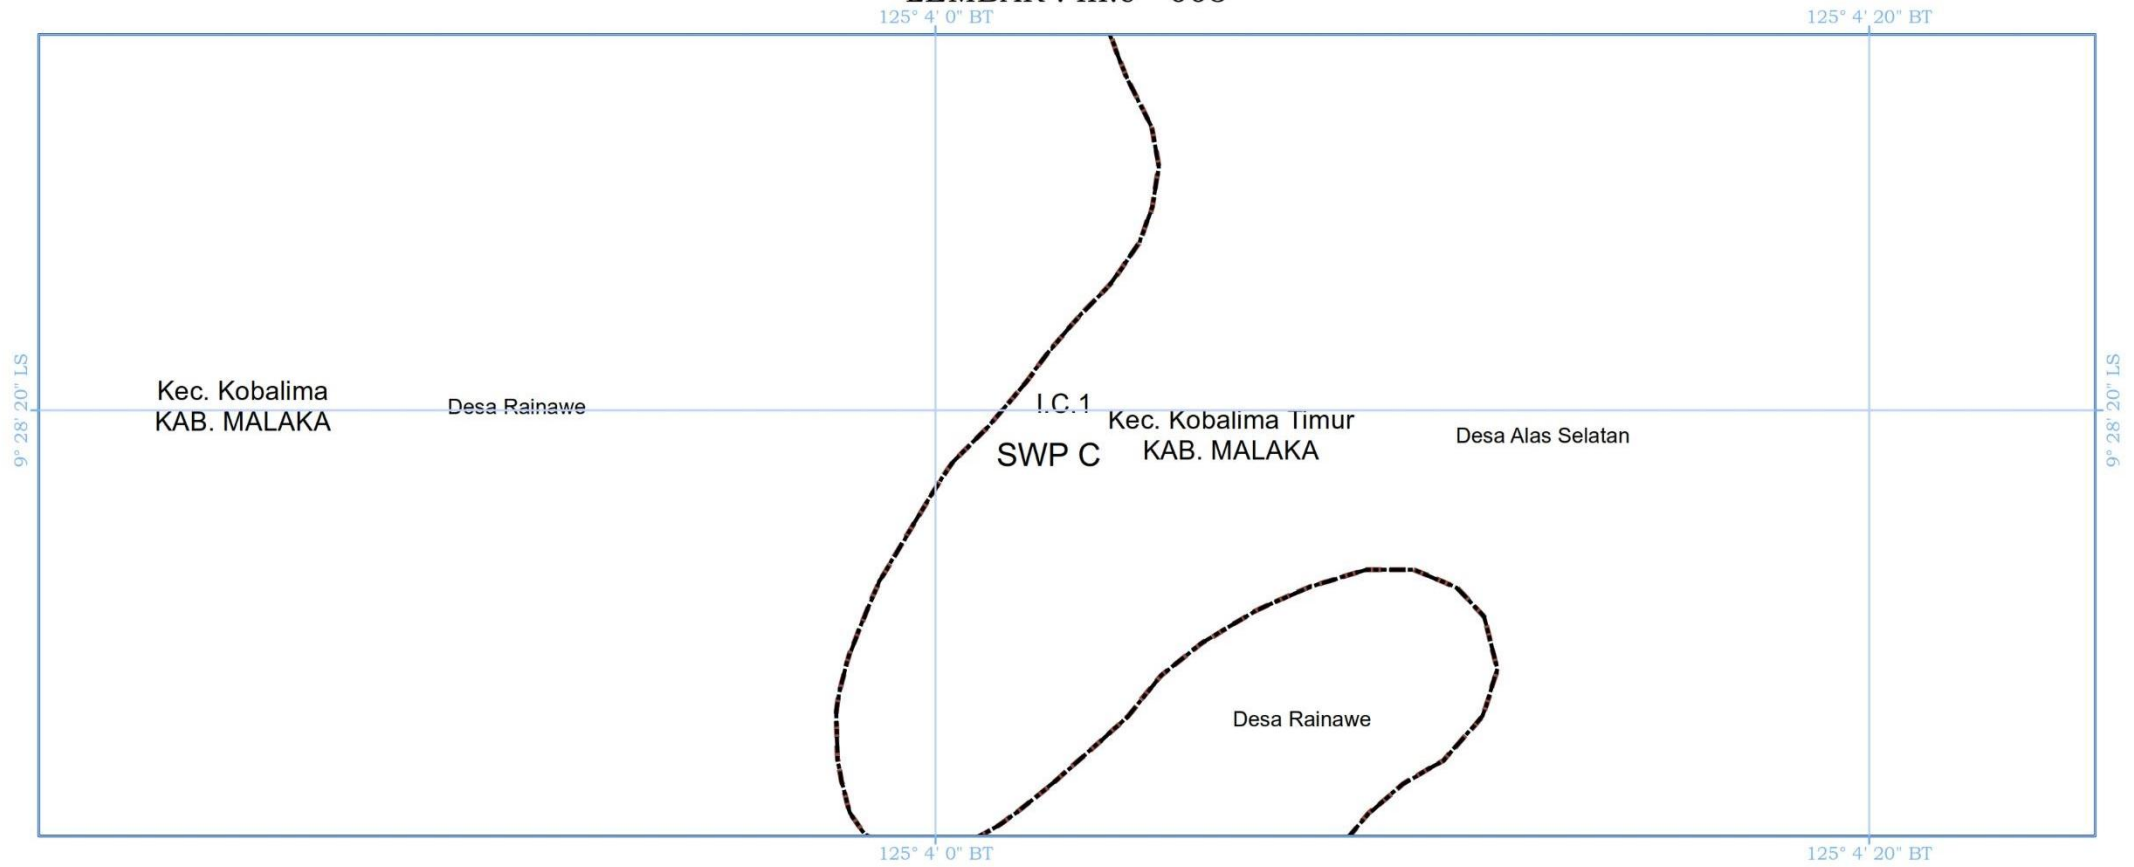 125° 4' 0" BT
125° 4' 20" BT
9° 28' 20" LS
Kec. Kobalima
KAB. MALAKA
Desa Rainawe
I.C.1
SWP C
Kec. Kobalima Timur
KAB. MALAKA
Desa Alas Selatan
9° 28' 20" LS
Desa Rainawe
125° 4' 0" BT
125° 4' 20" BT